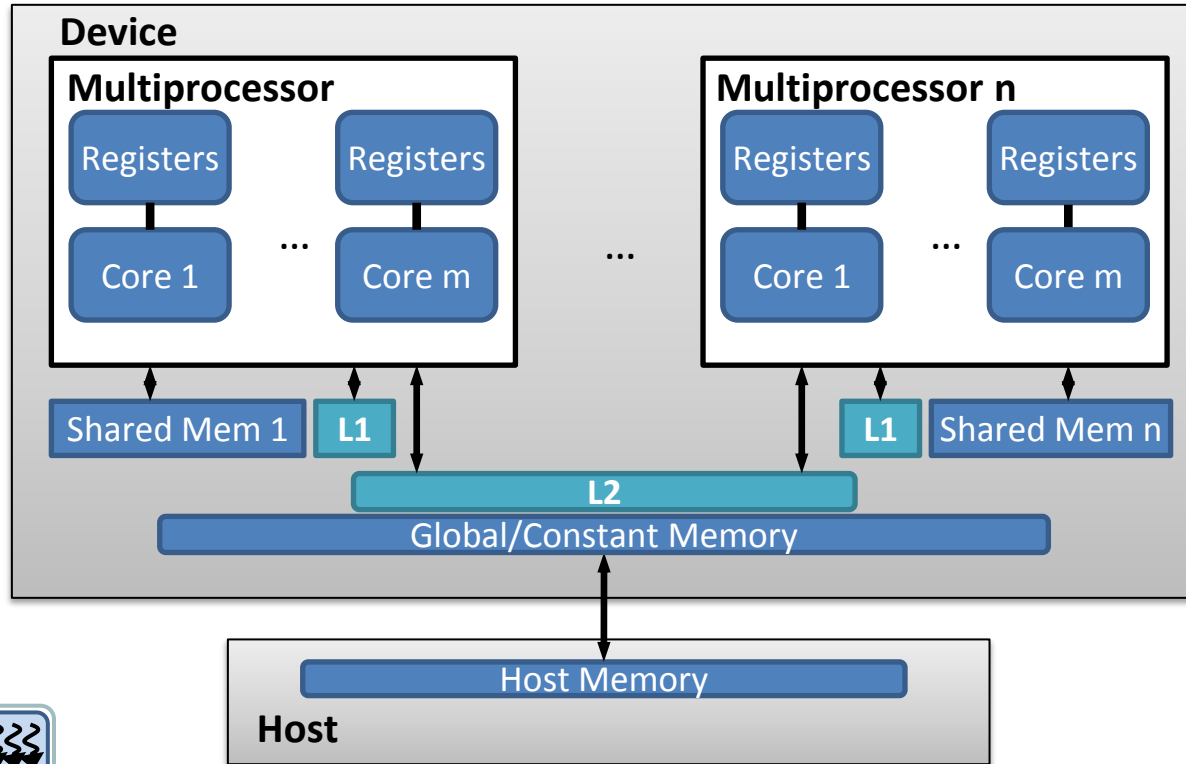 Device
Multiprocessor
Multiprocessor n
Registers
Registers
Registers
Registers
...
...
...
Core 1
Core m
Core 1
Core m
Shared Mem 1
L1
L1
Shared Mem n
L2
Global/Constant Memory
Host Memory
Host